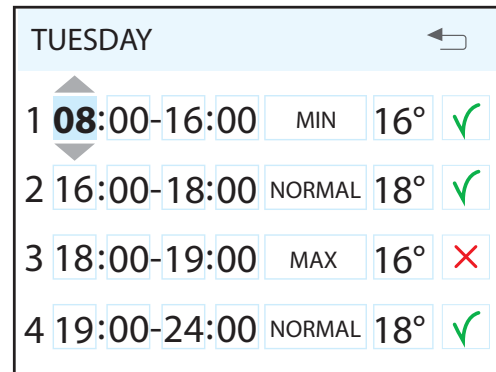 TUESDAY
1 08:00-16:00 MIN 16°
2 16:00-18:00 NORMAL 18°
3 18:00-19:00 MAX 16°
4 19:00-24:00 NORMAL 18°